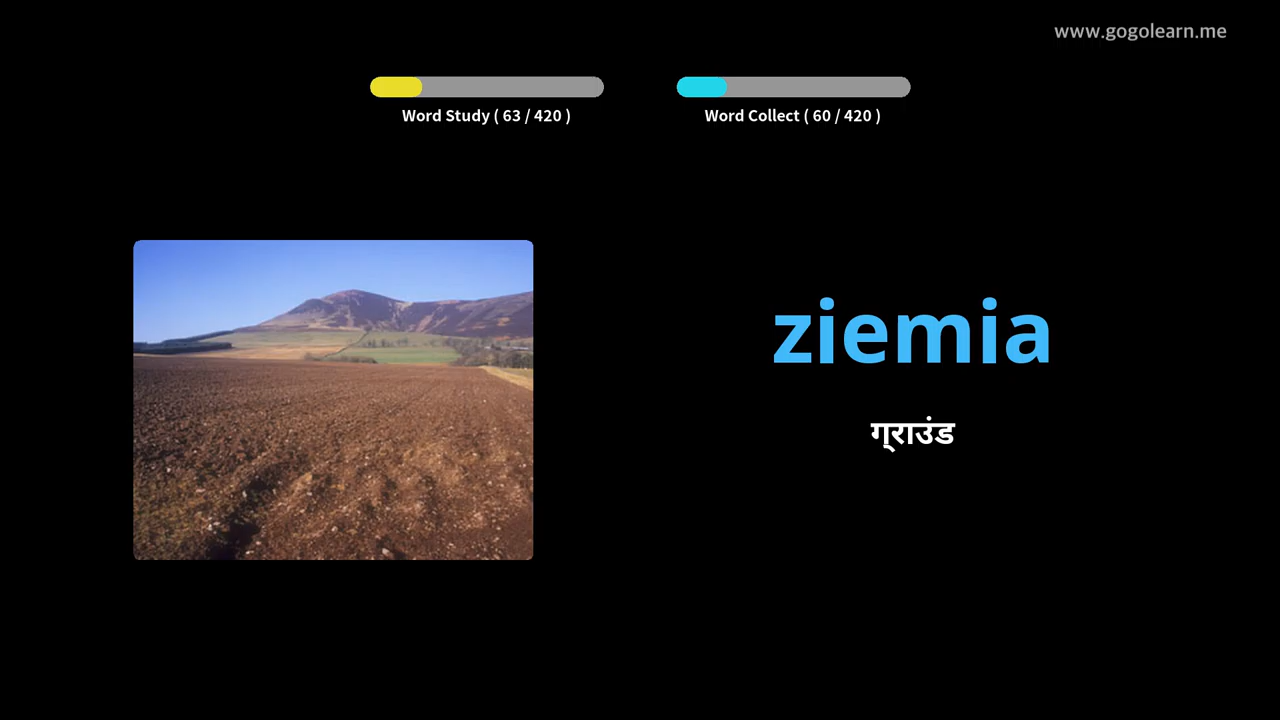 www.gogolearn.me
Word Study ( 63 / 420 )
Word Collect ( 60 / 420 )
ziemia
ग्राउंड